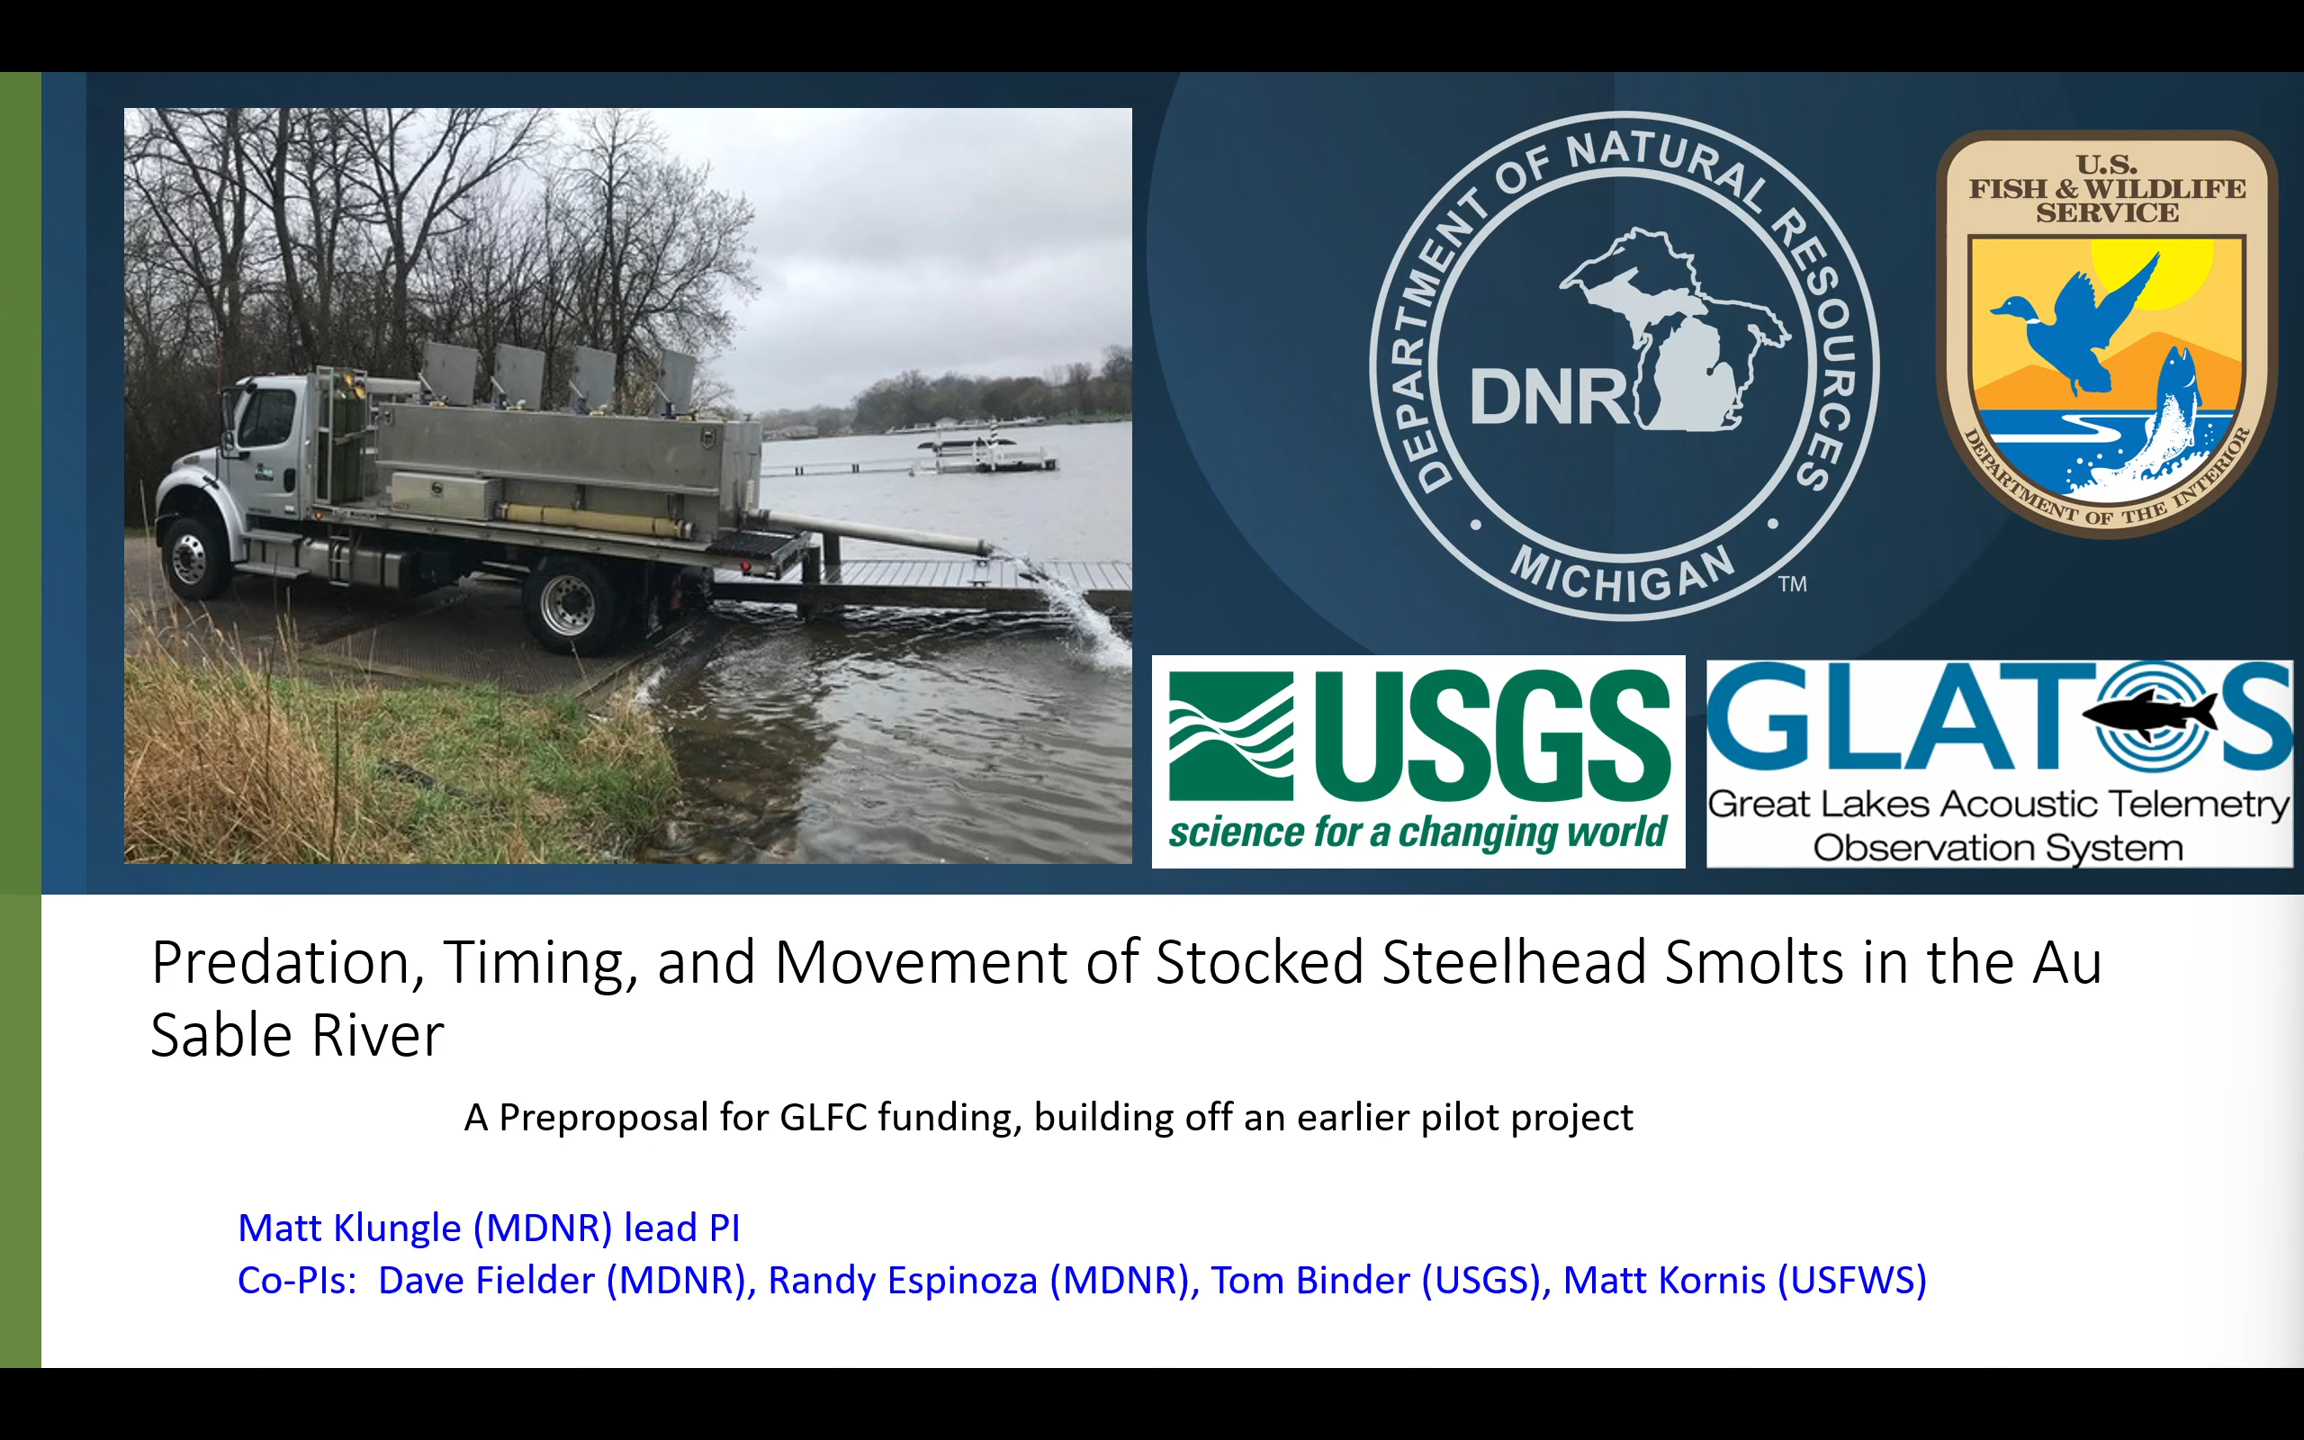 DEPARTMENT OF NATURAL RESOURCES
DNR
• MICHIGAN •
TM
U.S.
FISH & WILDLIFE
SERVICE
DEPARTMENT OF THE INTERIOR
USGS
science for a changing world
GLATOS
Great Lakes Acoustic Telemetry
Observation System
Predation, Timing, and Movement of Stocked Steelhead Smolts in the Au
Sable River
A Preproposal for GLFC funding, building off an earlier pilot project
Matt Klungle (MDNR) lead PI
Co-PIs: Dave Fielder (MDNR), Randy Espinoza (MDNR), Tom Binder (USGS), Matt Kornis (USFWS)